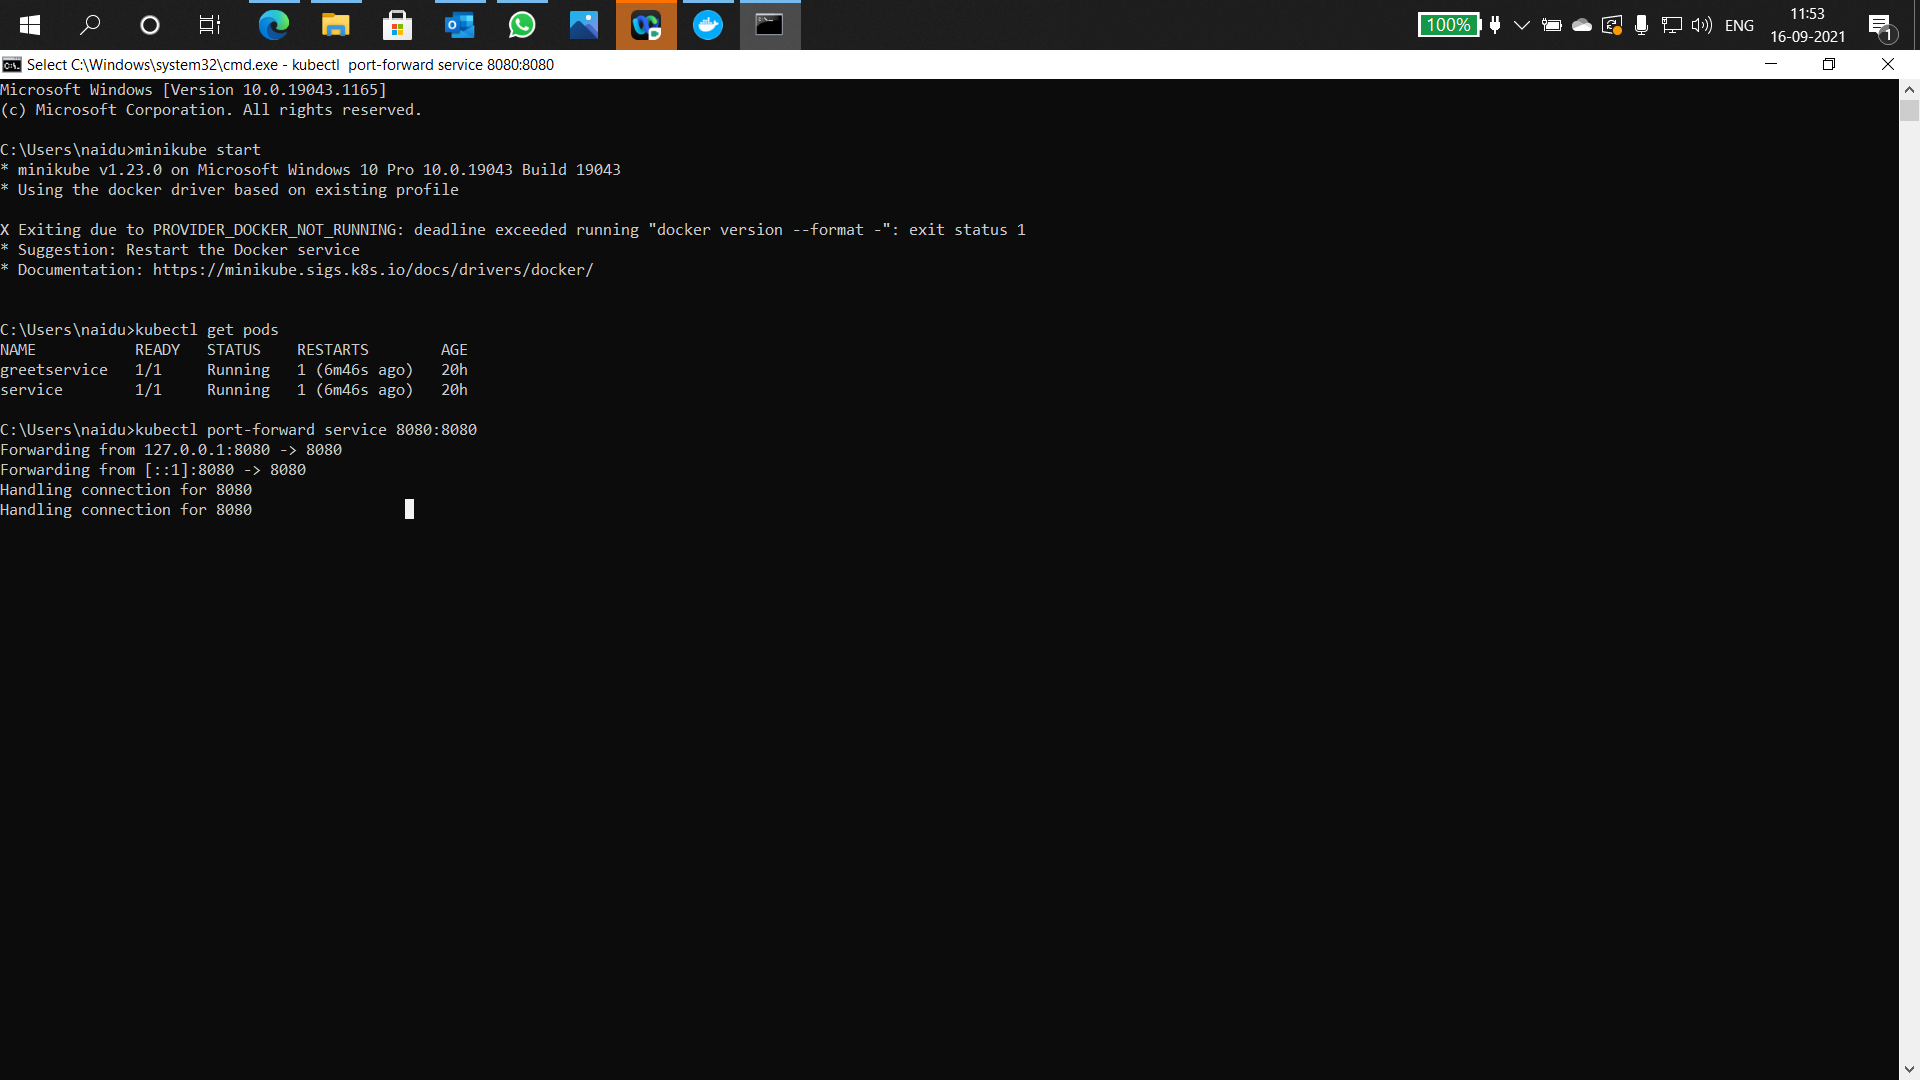 100%
ENG
11:53
16-09-2021
1
Select C:\Windows\system32\cmd.exe - kubectl  port-forward service 8080:8080
Microsoft Windows [Version 10.0.19043.1165]
(c) Microsoft Corporation. All rights reserved.
C:\Users\naidu>minikube start
* minikube v1.23.0 on Microsoft Windows 10 Pro 10.0.19043 Build 19043
* Using the docker driver based on existing profile
X Exiting due to PROVIDER_DOCKER_NOT_RUNNING: deadline exceeded running "docker version --format -": exit status 1
* Suggestion: Restart the Docker service
* Documentation: https://minikube.sigs.k8s.io/docs/drivers/docker/
C:\Users\naidu>kubectl get pods
NAME           READY   STATUS    RESTARTS        AGE
greetservice   1/1     Running   1 (6m46s ago)   20h
service        1/1     Running   1 (6m46s ago)   20h
C:\Users\naidu>kubectl port-forward service 8080:8080
Forwarding from 127.0.0.1:8080 -> 8080
Forwarding from [::1]:8080 -> 8080
Handling connection for 8080
Handling connection for 8080